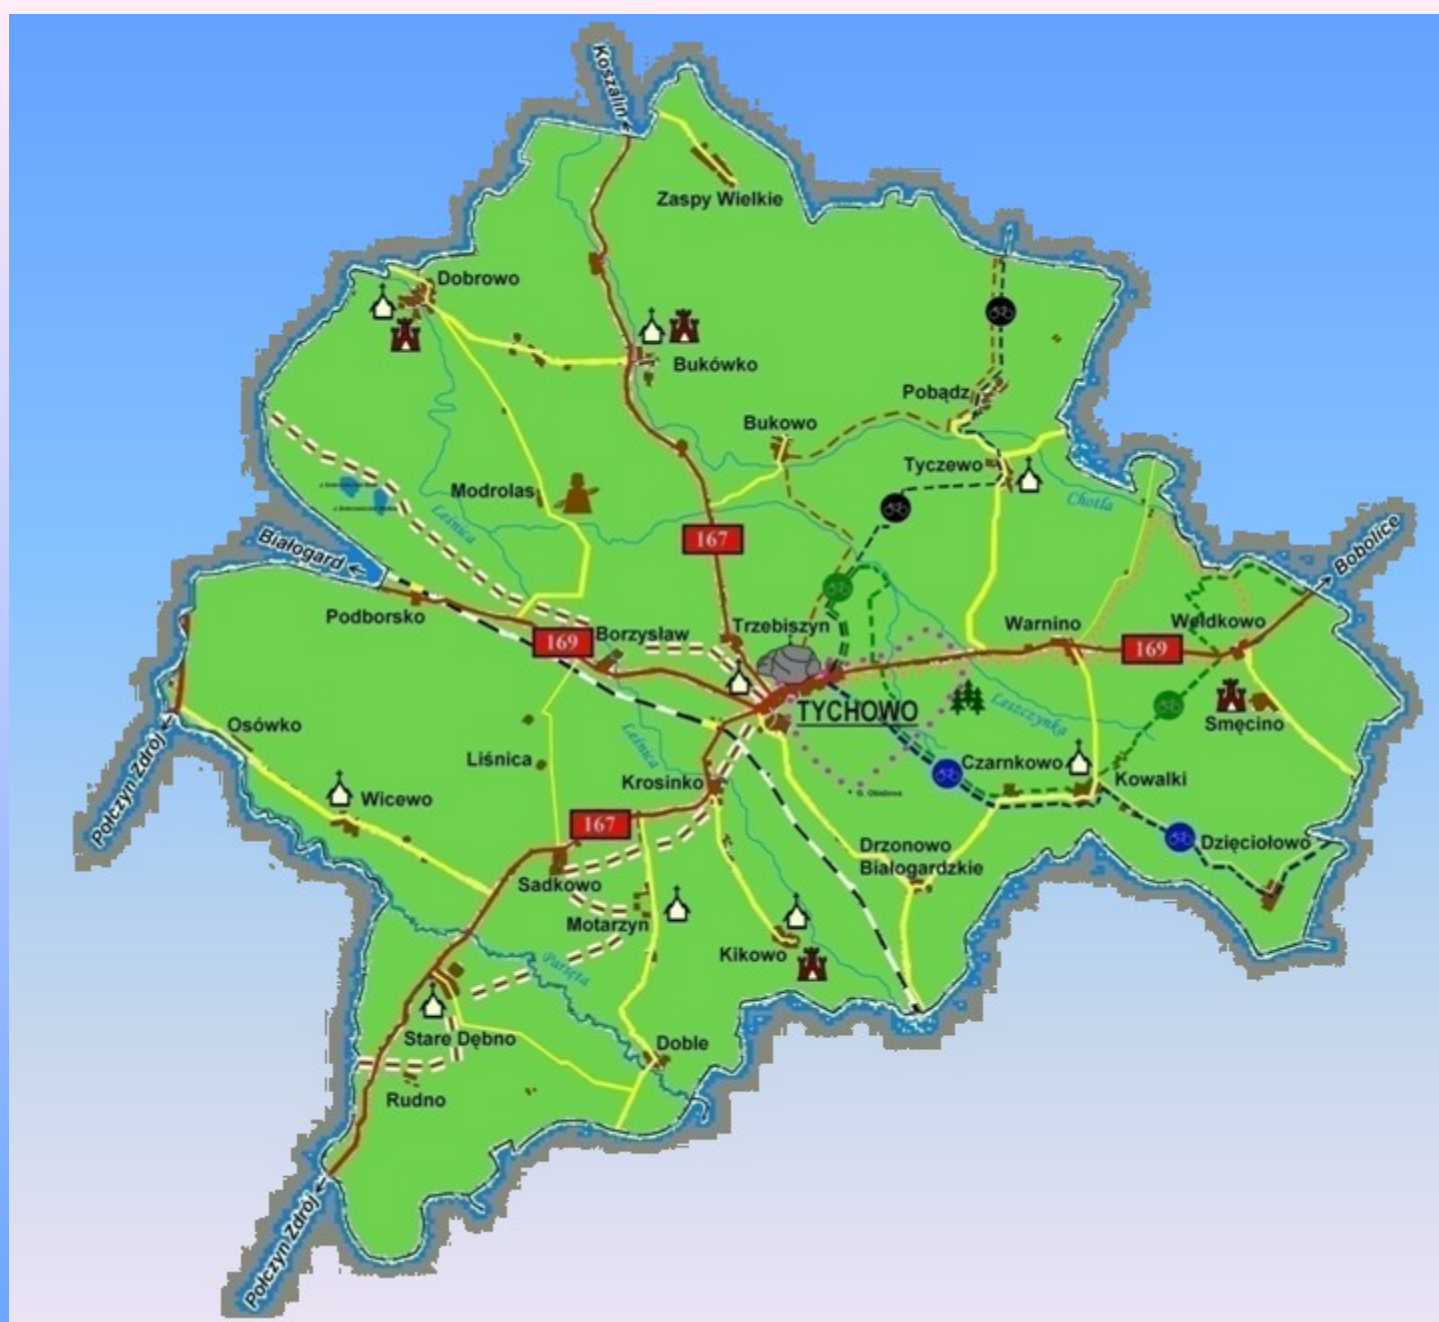 Koszalin
Zaspy Wielkie
Dobrowo
Bukówko
Pobądz
Bukowo
Tyczewo
Modrolas
Chotla
Leśnica
167
Białogard
Bobolice
Podborsko
169
Borzysław
Trzebiszyn
Warnino
169
Wełdkowo
TYCHOWO
Leszczynka
Smęcino
Osówko
Leśnica
Połczyn Zdrój
Liśnica
Krosinko
Czarnkowo
Kowalki
Wicewo
167
Drzonowo
Białogardzkie
Dzięciołowo
Sadkowo
Motarzyn
Kikowo
Parsęta
Stare Dębno
Doble
Rudno
Połczyn Zdrój